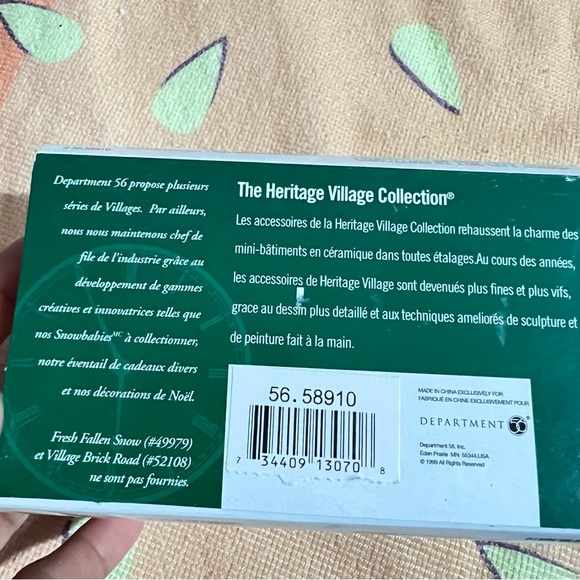 Department 56 propose plusieurs
séries de Villages. Par ailleurs,
nous nous maintenons chef de
file de l'industrie grâce au
développement de gammes
créatives et innovatrices telles que
nos Snowbabies MC à collectionner,
notre éventail de cadeaux divers
et nos décorations de Noël.
Fresh Fallen Snow (#49979)
et Village Brick Road (#52108)
ne sont pas fournies.
The Heritage Village Collection®
Les accessoires de la Heritage Village Collection rehaussent la charme des
mini-bâtiments en céramique dans toutes étalages.Au cours des années,
les accessoires de Heritage Village sont devenués plus fines et plus vifs,
grace au dessin plus detaillé et aux techniques ameliorés de sculpture et
de peinture fait à la main.
56.58910
7 34409 13070 8
MADE IN CHINA EXCLUSIVELY FOR
FABRIQUÉ EN CHINE EXCLUSIVEMENT POUR
DEPARTMENT 56
Department 56, Inc.
Eden Prairie MN 55344,USA
© 1999 All Rights Reserved